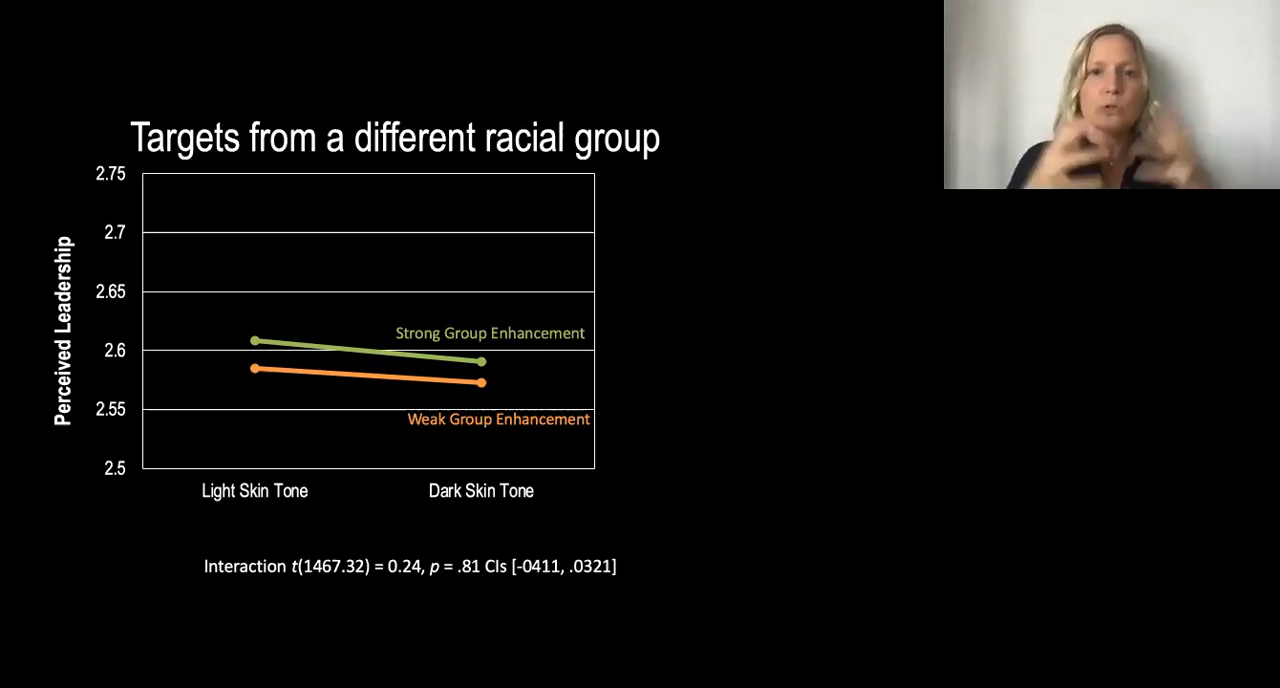 Targets from a different racial group
2.75
2.7
2.65
2.6
2.55
2.5
Perceived Leadership
Strong Group Enhancement
Weak Group Enhancement
Light Skin Tone
Dark Skin Tone
Interaction t(1467.32) = 0.24, p = .81 CIs [-0411, .0321]